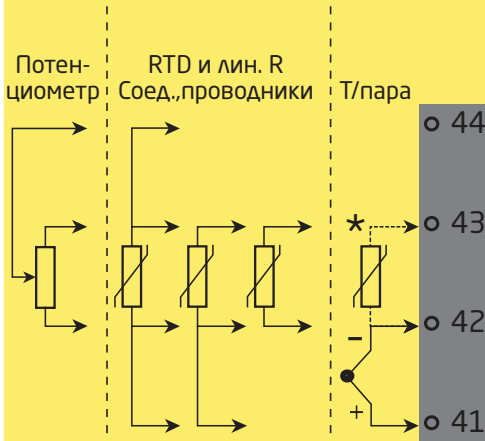 Потен-
циометр
RTD и лин. R
Соед.,проводники
Т/пара
44
* 43
42
−
+ 41